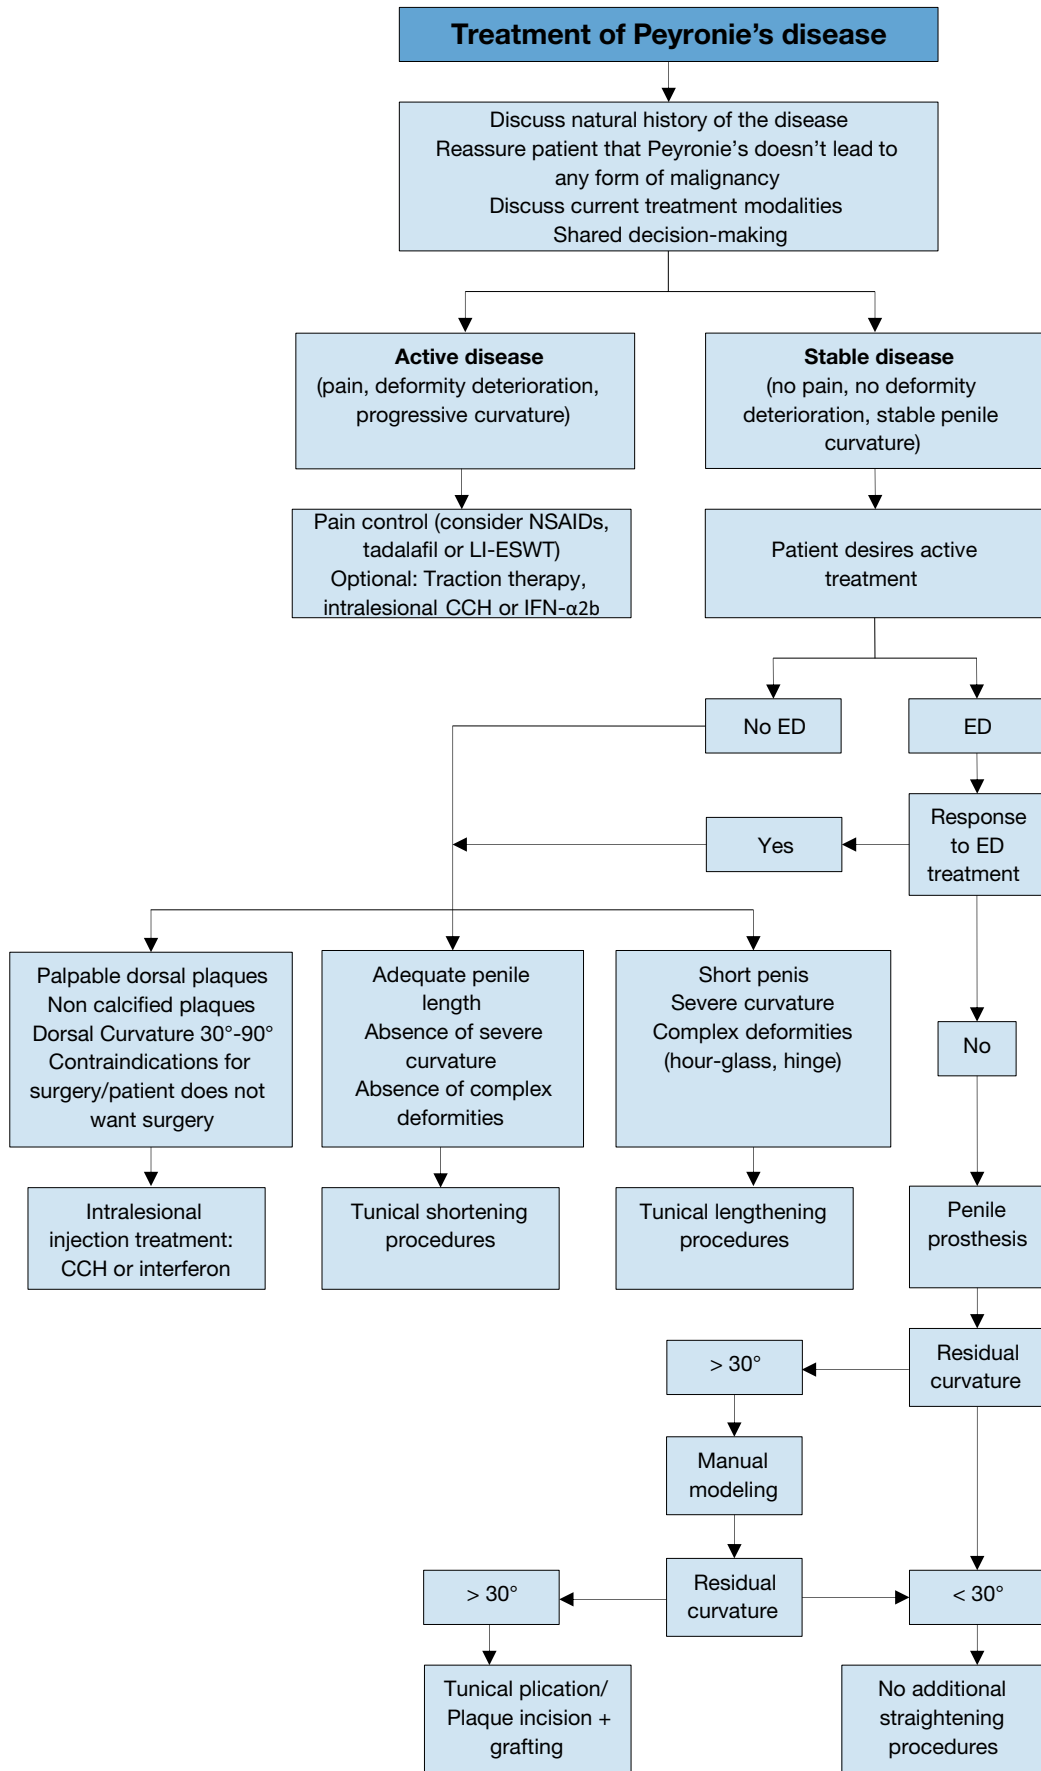 Treatment of Peyronie’s disease
Discuss natural history of the disease
Reassure patient that Peyronie’s doesn’t lead to
any form of malignancy
Discuss current treatment modalities
Shared decision-making
Active disease
(pain, deformity deterioration,
progressive curvature)
Stable disease
(no pain, no deformity
deterioration, stable penile
curvature)
Pain control (consider NSAIDs,
tadalafil or LI-ESWT)
Optional: Traction therapy,
intralesional CCH or IFN-α2b
Patient desires active
treatment
No ED
ED
Yes
Response
to ED
treatment
Palpable dorsal plaques
Non calcified plaques
Dorsal Curvature 30°-90°
Contraindications for
surgery/patient does not
want surgery
Adequate penile
length
Absence of severe
curvature
Absence of complex
deformities
Short penis
Severe curvature
Complex deformities
(hour-glass, hinge)
No
Intralesional
injection treatment:
CCH or interferon
Tunical shortening
procedures
Tunical lengthening
procedures
Penile
prosthesis
> 30°
Residual
curvature
Manual
modeling
> 30°
Residual
curvature
< 30°
Tunical plication/
Plaque incision +
grafting
No additional
straightening
procedures